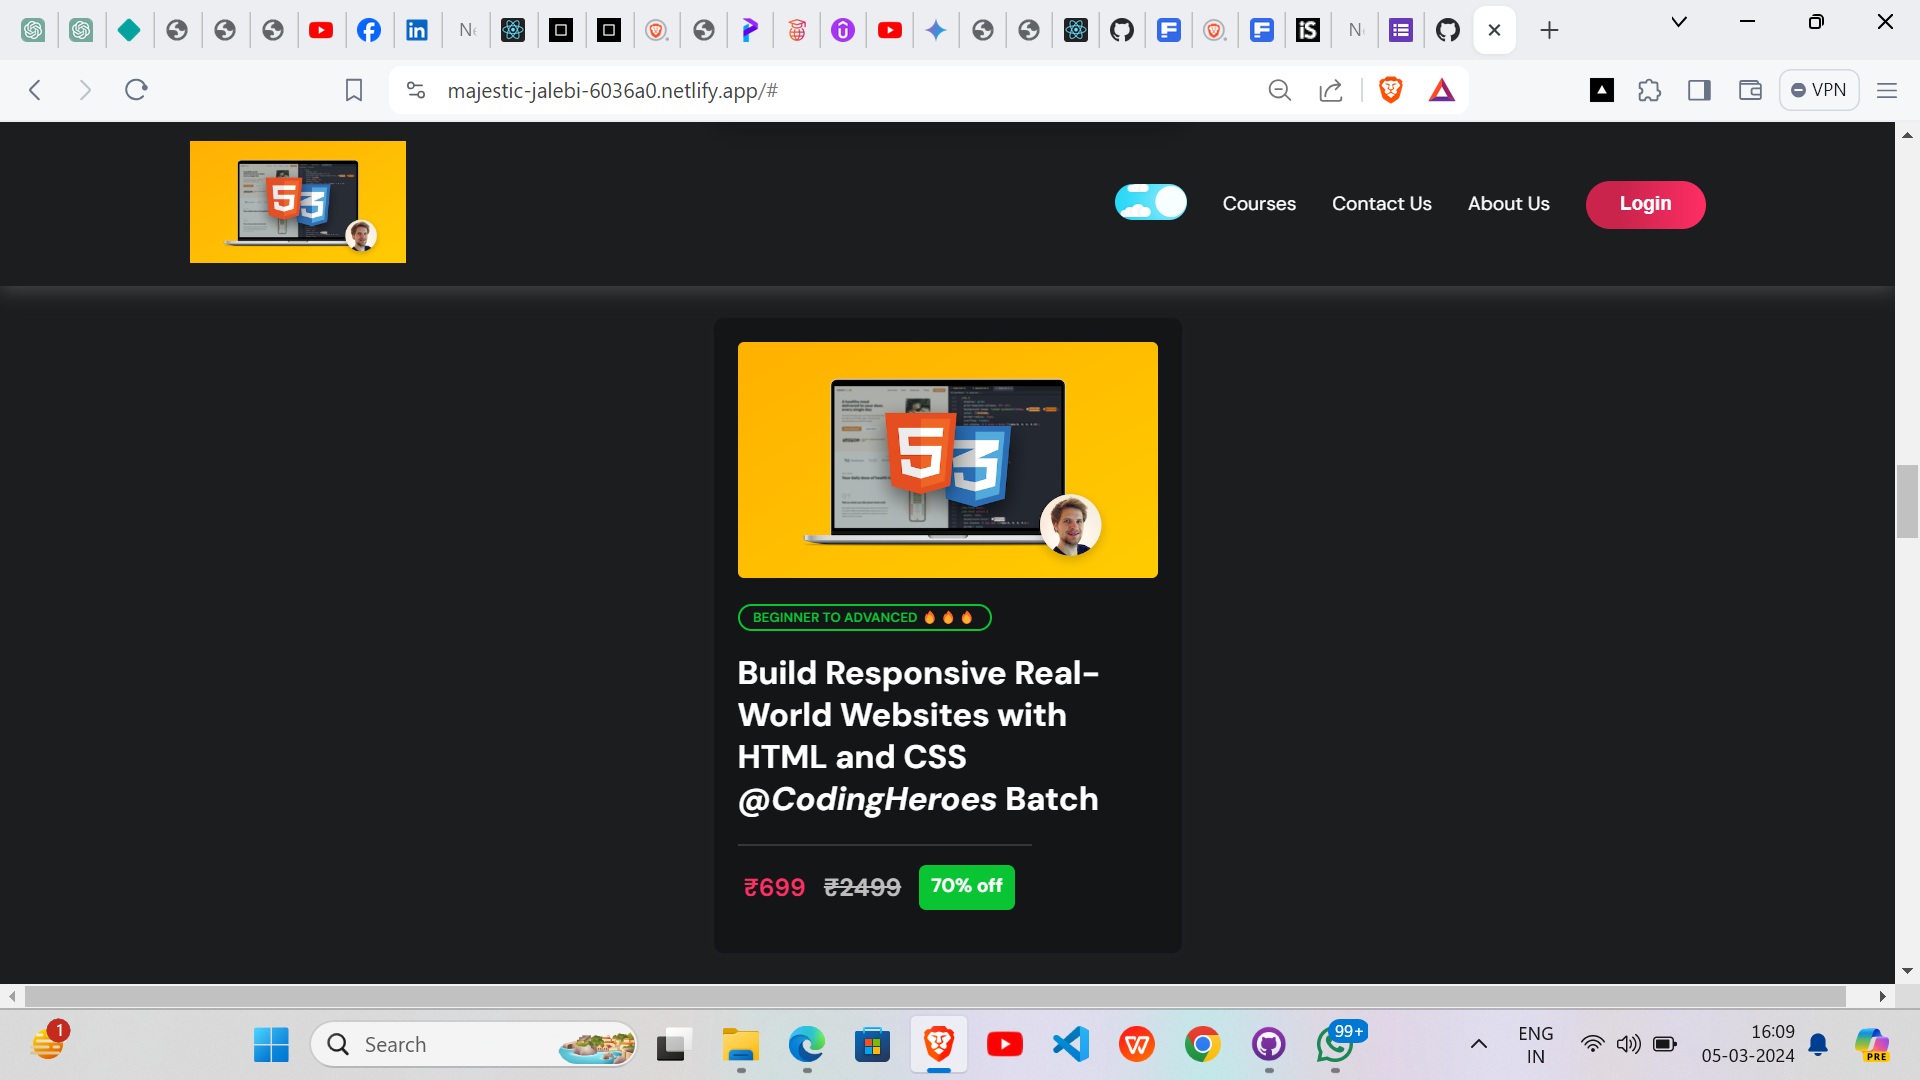 majestic-jalebi-6036a0.netlify.app/#
VPN
Courses
Contact Us
About Us
Login
BEGINNER TO ADVANCED 🔥 🔥 🔥
Build Responsive Real-
World Websites with
HTML and CSS
@CodingHeroes Batch
₹699 ₹2499 70% off
1
Search
99+
ENG
IN
16:09
05-03-2024
PRE